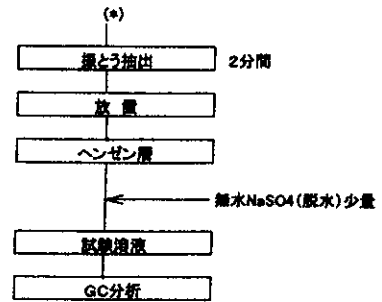 (*)
振とう抽出 2分間
放置
ヘンゼン層
無水NaSO4(脱水)少量
試験溶液
GC分析